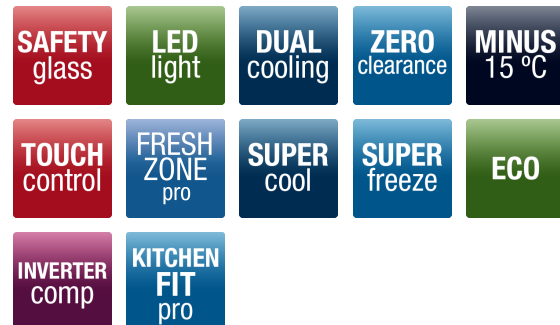 SAFETY
glass
LED
light
DUAL
cooling
ZERO
clearance
MINUS
15 ºC
TOUCH
control
FRESH
ZONE
pro
SUPER
cool
SUPER
freeze
ECO
INVERTER
comp
KITCHEN
FIT
pro